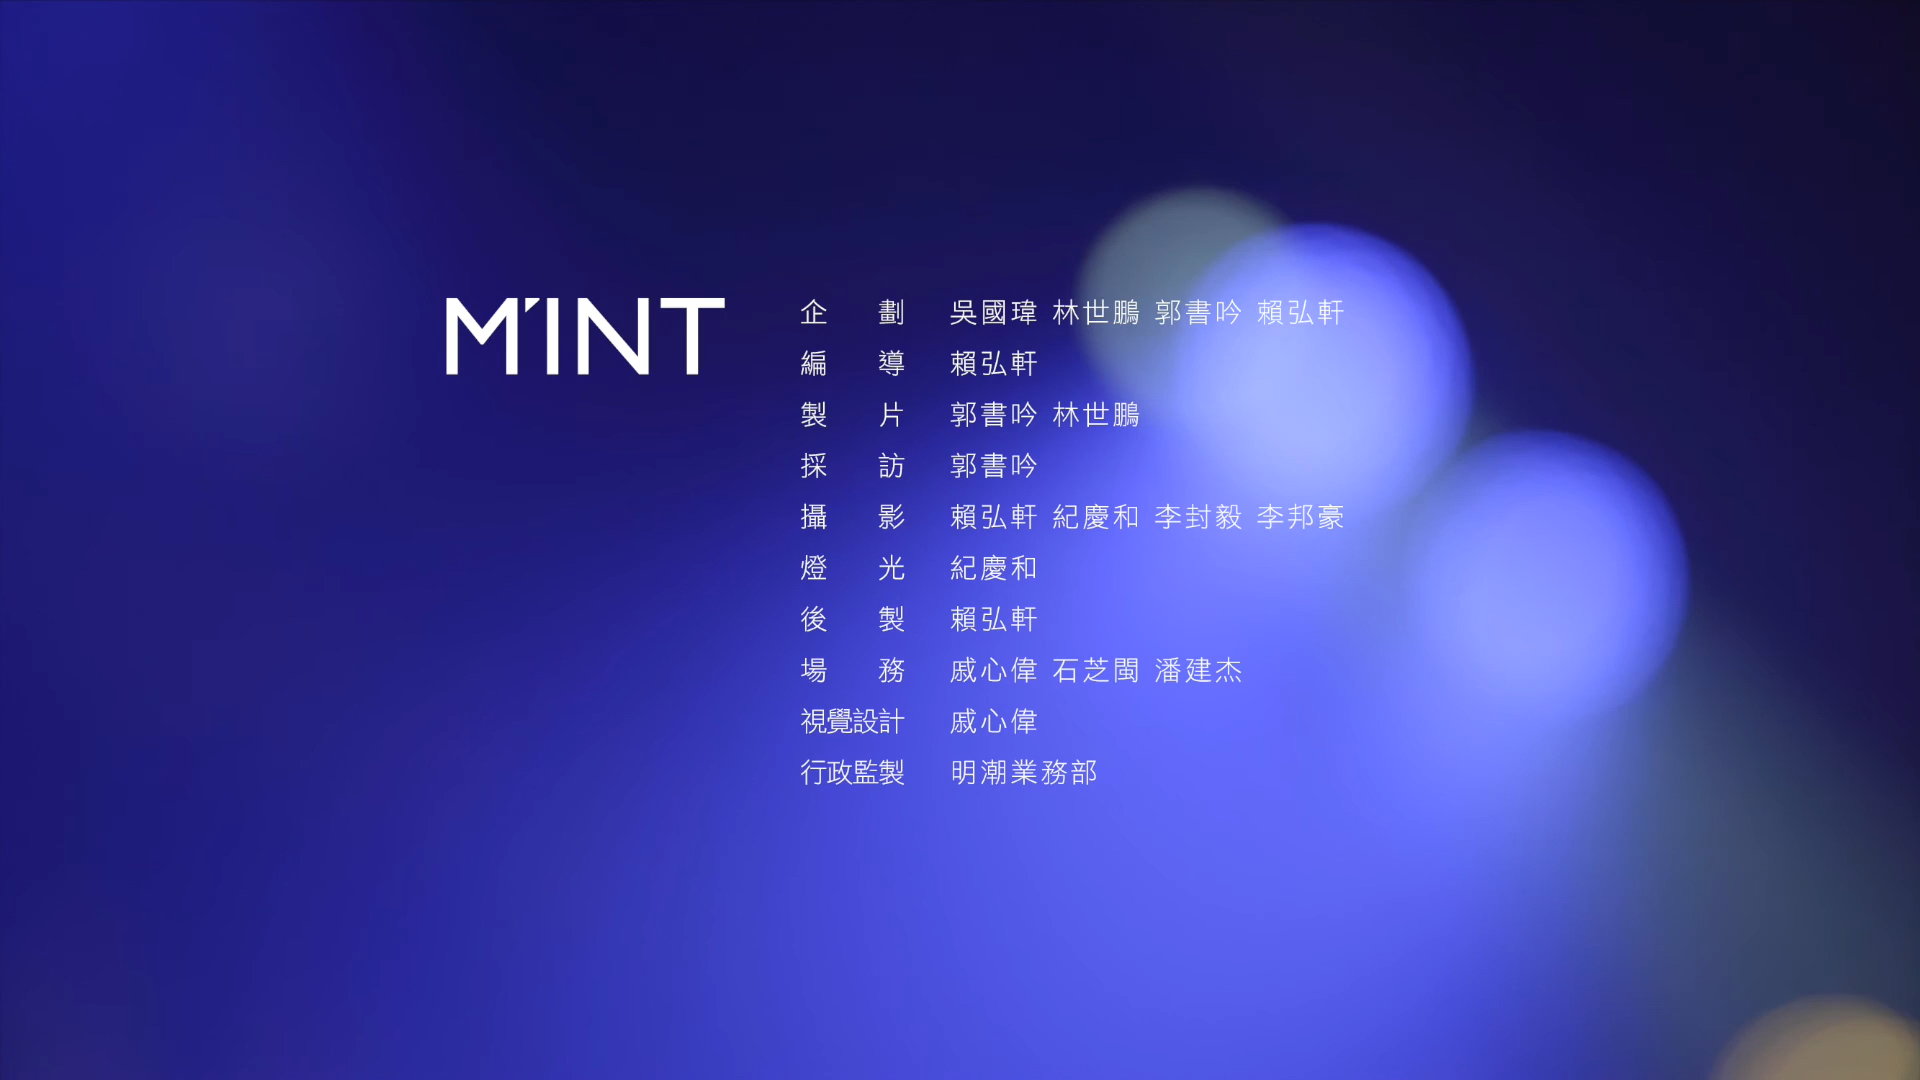 M'INT
企劃 吳國瑋 林世鵬 郭書吟 賴弘軒
編導 賴弘軒
製片 郭書吟 林世鵬
採訪 郭書吟
攝影 賴弘軒 紀慶和 李封毅 李邦豪
燈光 紀慶和
後製 賴弘軒
場務 戚心偉 石芝閩 潘建杰
視覺設計 戚心偉
行政監製 明潮業務部